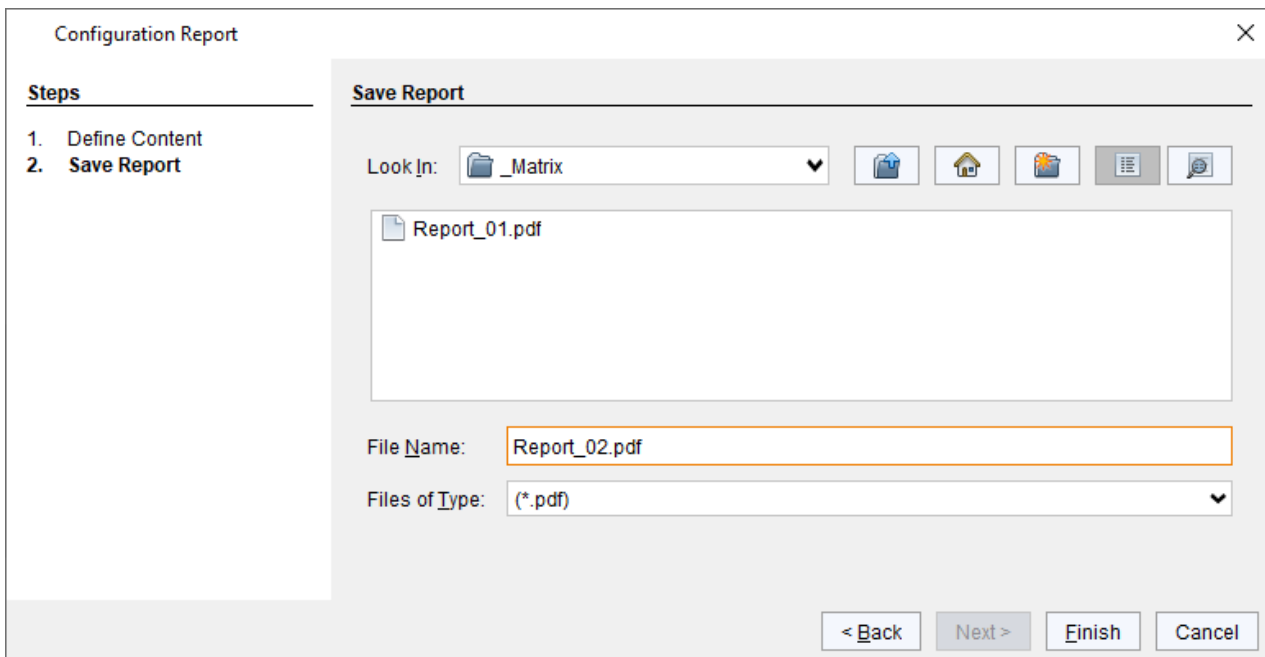 Configuration Report
Steps
1. Define Content
2. Save Report
Save Report
Look In: _Matrix
Report_01.pdf
File Name: Report_02.pdf
Files of Type: (*.pdf)
< Back Next > Finish Cancel